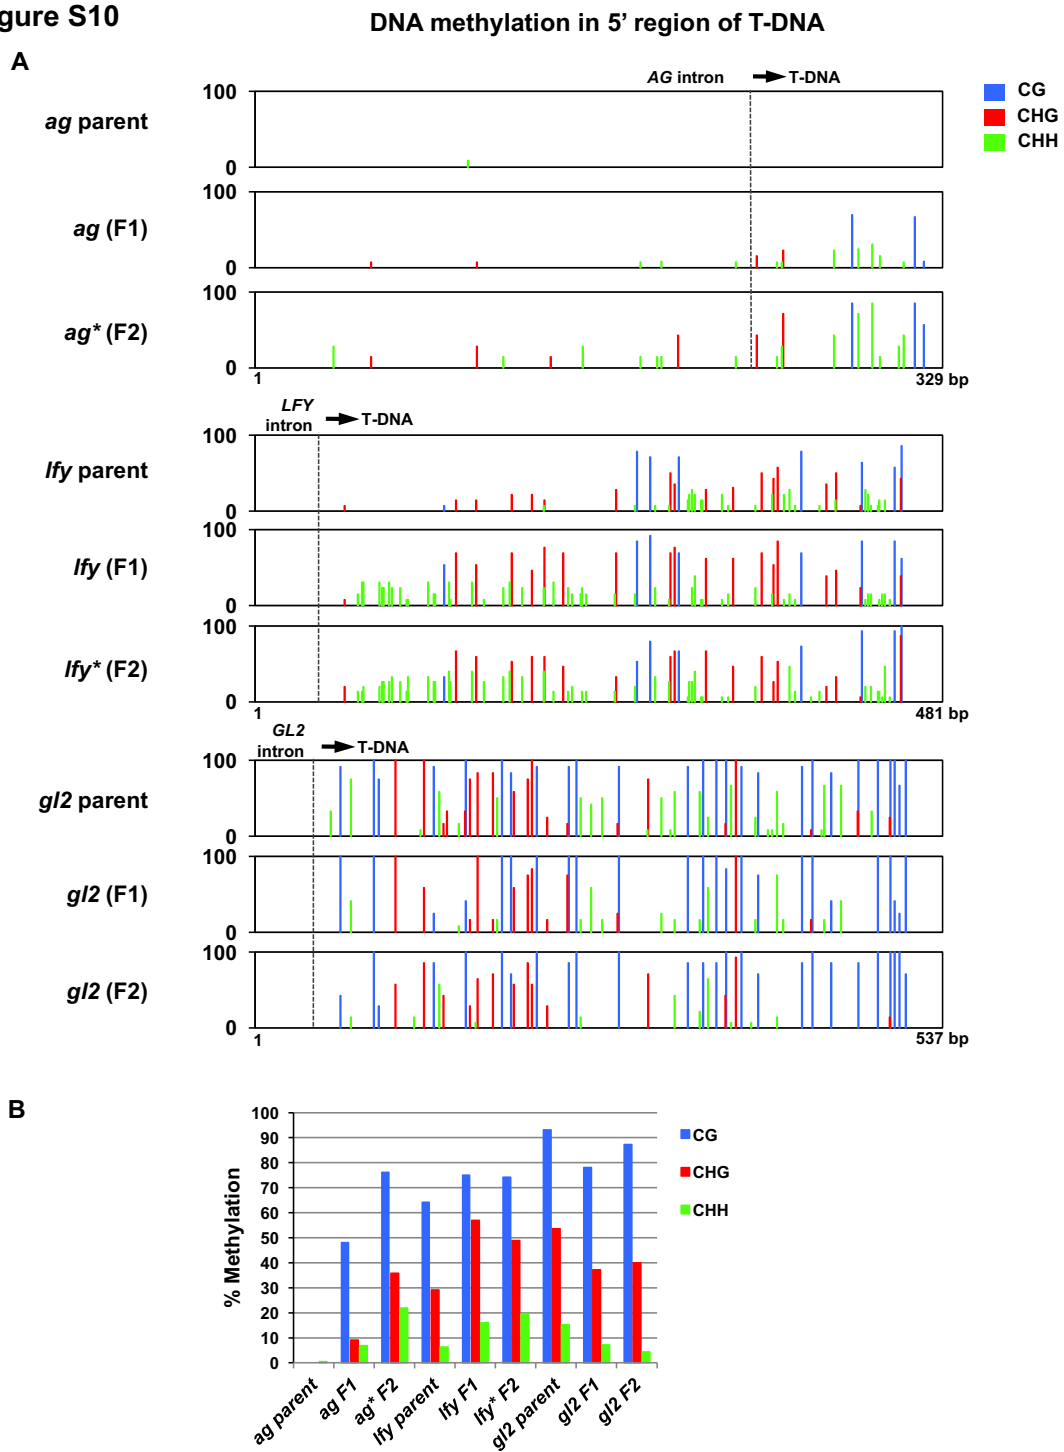 gure S10
DNA methylation in 5’ region of T-DNA
A
AG intron
T-DNA
CG
CHG
CHH
100
ag parent
0
100
ag (F1)
0
100
ag* (F2)
0
1
329 bp
LFY
intron
T-DNA
100
lfy parent
0
100
lfy (F1)
0
100
lfy* (F2)
0
1
481 bp
GL2
intron
T-DNA
100
gl2 parent
0
100
gl2 (F1)
0
100
gl2 (F2)
0
1
537 bp
B
% Methylation
100
90
80
70
60
50
40
30
20
10
0
CG
CHG
CHH
ag parent
ag F1
ag* F2
lfy parent
lfy F1
lfy* F2
gl2 parent
gl2 F1
gl2 F2